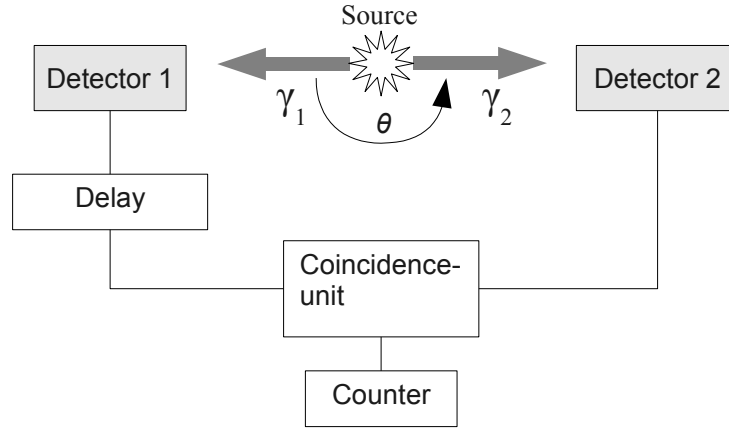 Source
Detector 1
Detector 2
γ1
θ
γ2
Delay
Coincidence-
unit
Counter